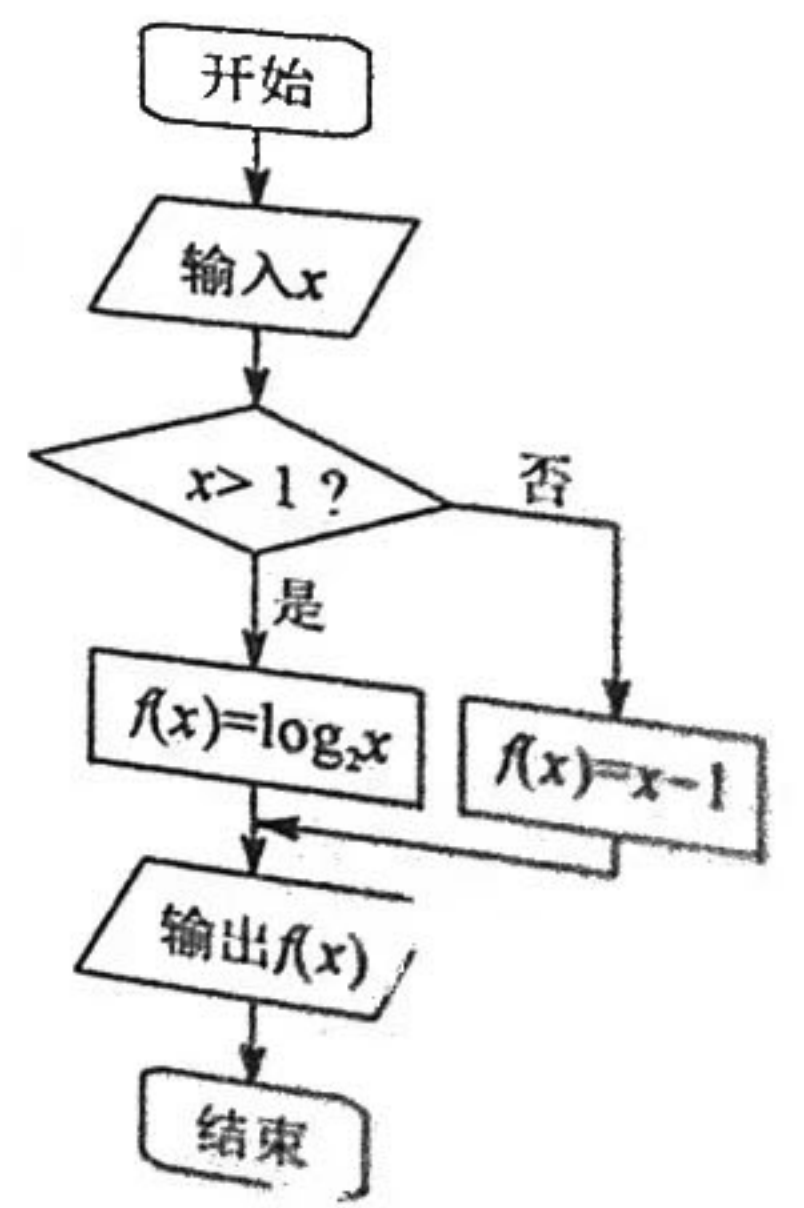 开始
输入x
x>1?
否
是
f(x)=log₂x
f(x)=x-1
输出f(x)
结束